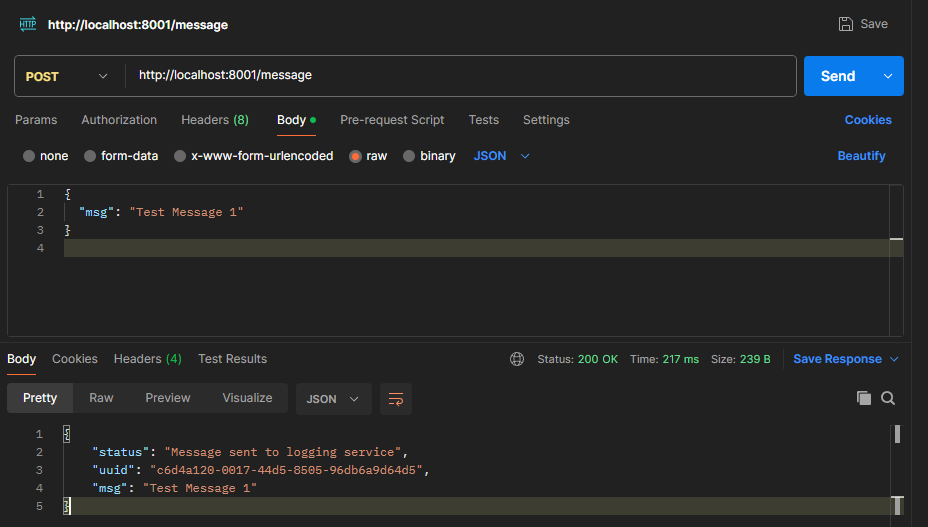 HTTP http://localhost:8001/message Save
POST http://localhost:8001/message Send
Params Authorization Headers (8) Body Pre-request Script Tests Settings Cookies
none form-data x-www-form-urlencoded raw binary JSON Beautify
1 {
2 "msg": "Test Message 1"
3 }
4
Body Cookies Headers (4) Test Results Status: 200 OK Time: 217 ms Size: 239 B Save Response
Pretty Raw Preview Visualize JSON
1 {
2 "status": "Message sent to logging service",
3 "uuid": "c6d4a120-0017-44d5-8505-96db6a9d64d5",
4 "msg": "Test Message 1"
5 }